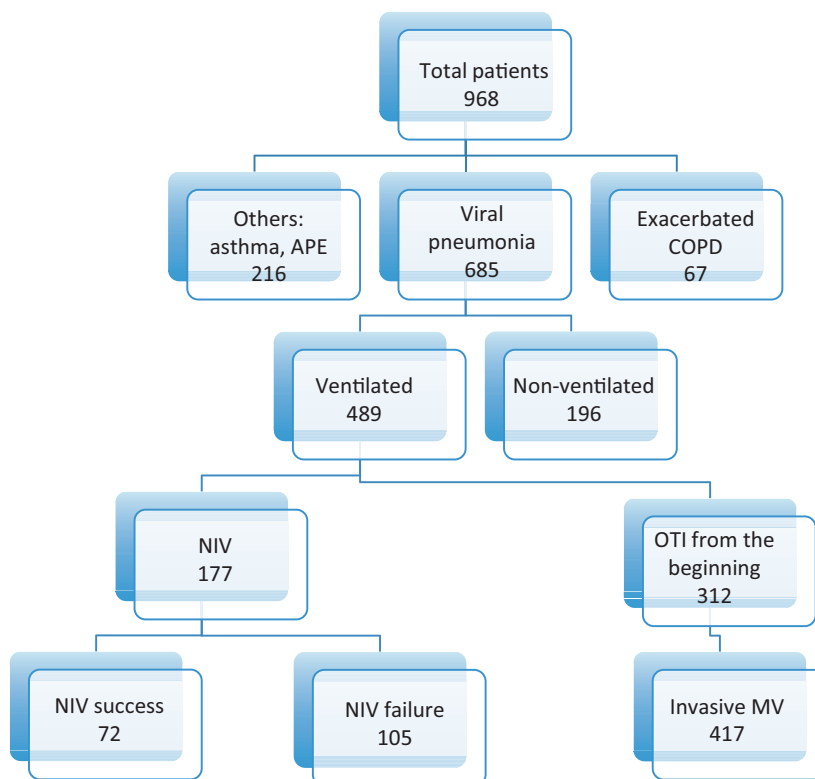 Total patients
968
Others:
asthma, APE
216
Viral
pneumonia
685
Exacerbated
COPD
67
Ventilated
489
Non-ventilated
196
NIV
177
OTI from the
beginning
312
NIV success
72
NIV failure
105
Invasive MV
417